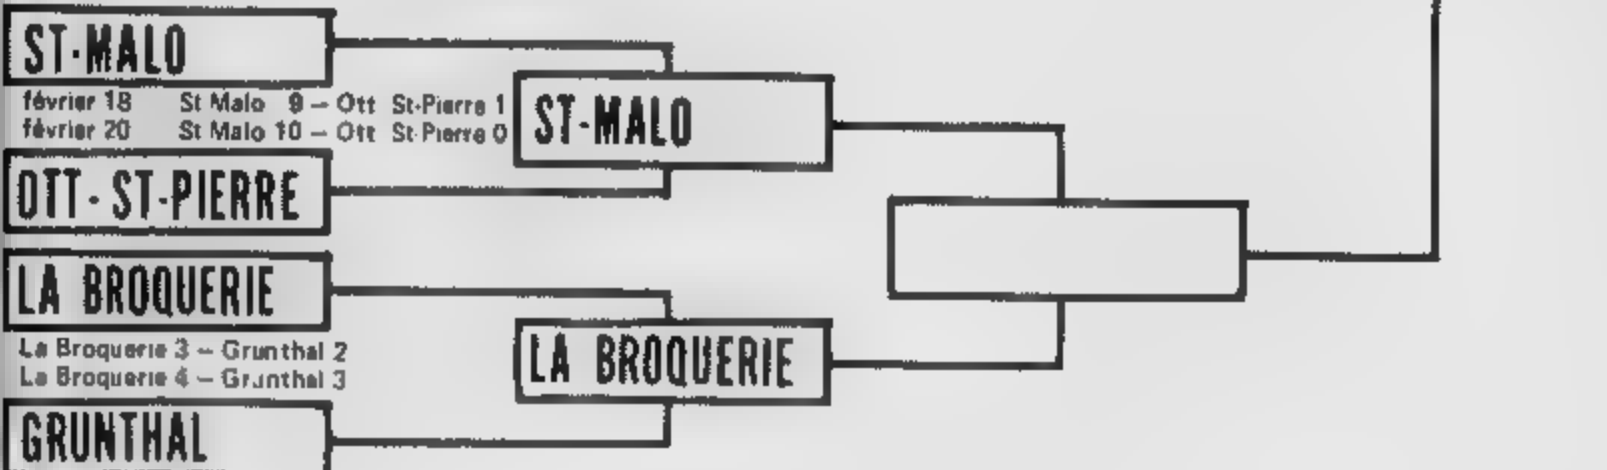 ST-MALO
février 18 St Malo 9 – Ott St-Pierre 1
février 20 St Malo 10 – Ott St-Pierre 0
ST-MALO
OTT-ST-PIERRE
LA BROQUERIE
La Broquerie 3 – Grunthal 2
La Broquerie 4 – Grunthal 3
LA BROQUERIE
GRUNTHAL